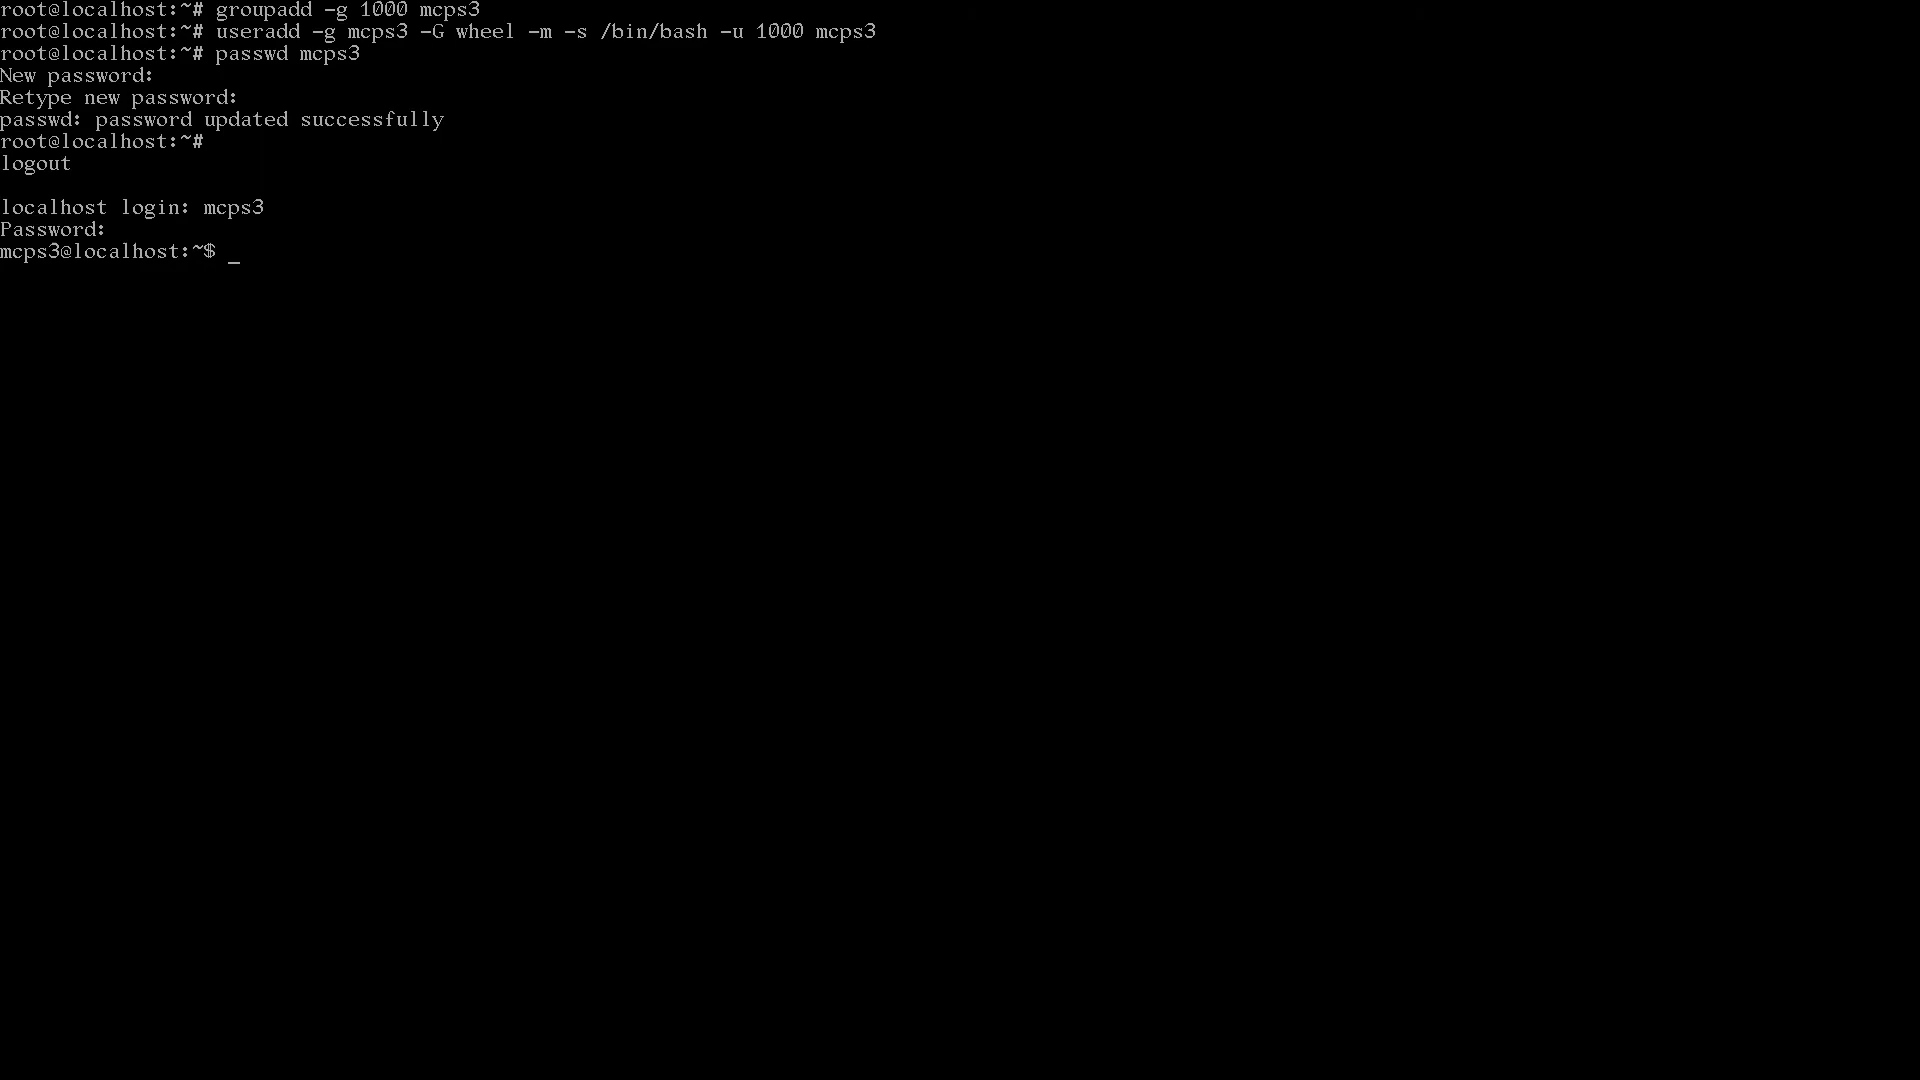 root@localhost:~# groupadd -g 1000 mcps3
root@localhost:~# useradd -g mcps3 -G wheel -m -s /bin/bash -u 1000 mcps3
root@localhost:~# passwd mcps3
New password:
Retype new password:
passwd: password updated successfully
root@localhost:~#
logout
localhost login: mcps3
Password:
mcps3@localhost:~$ _